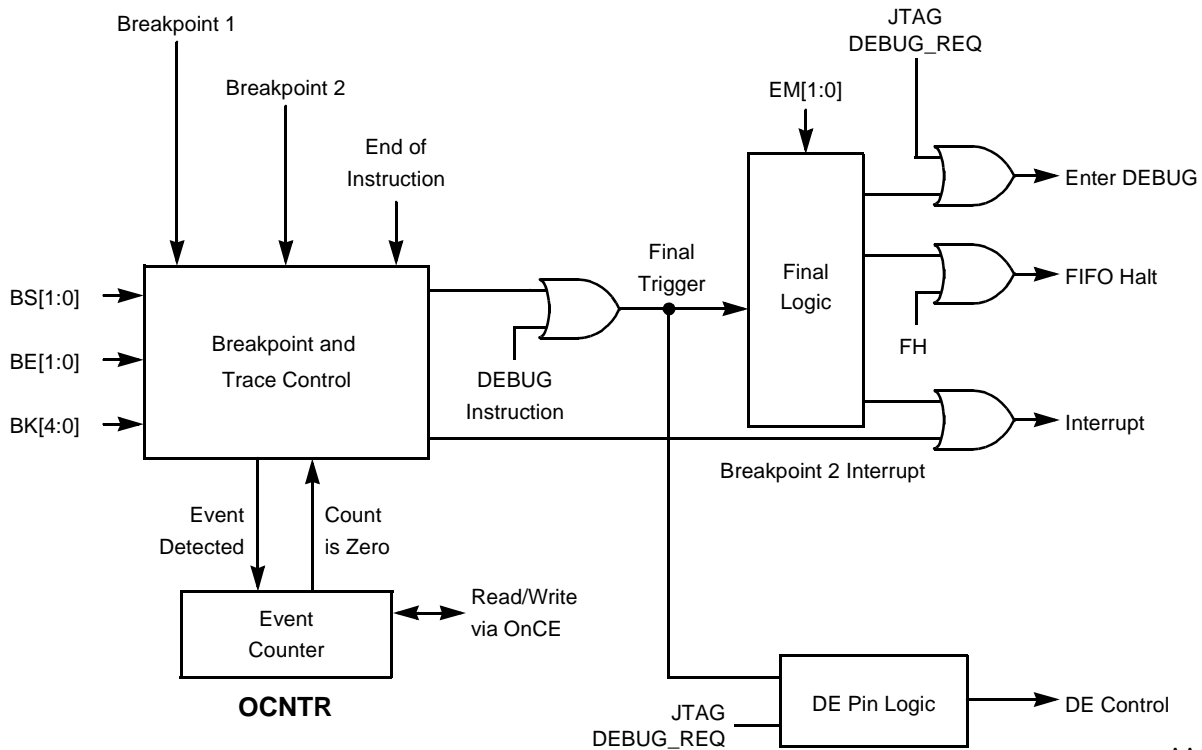 Breakpoint 1
JTAG
DEBUG_REQ
Breakpoint 2
EM[1:0]
End of
Instruction
Enter DEBUG
BS[1:0]
BE[1:0]
BK[4:0]
Breakpoint and
Trace Control
DEBUG
Instruction
Final
Trigger
Final
Logic
FIFO Halt
FH
Interrupt
Breakpoint 2 Interrupt
Event
Detected
Count
is Zero
Event
Counter
Read/Write
via OnCE
OCNTR
DE Pin Logic
DE Control
JTAG
DEBUG_REQ